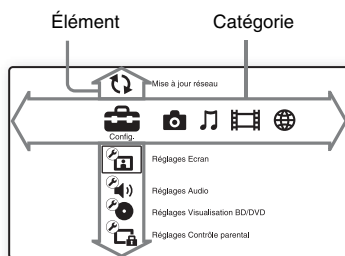 Élément Catégorie
Mise à jour réseau
Config.
Réglages Ecran
Réglages Audio
Réglages Visualisation BD/DVD
Réglages Contrôle parental